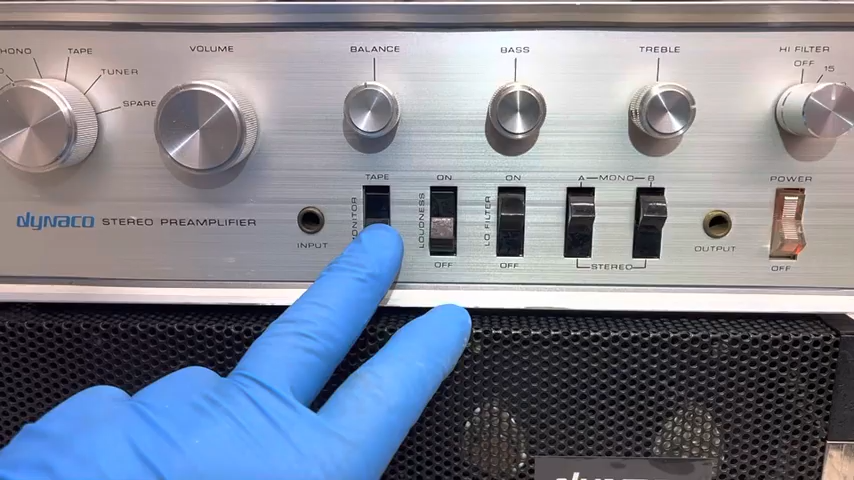 MONO
TAPE
TUNER
SPARE
VOLUME
BALANCE
BASS
TREBLE
HI FILTER
OFF
15
dynaco STEREO PREAMPLIFIER
INPUT
TAPE
MONITOR
ON
LOUDNESS
OFF
ON
LO FILTER
OFF
A MONO B
STEREO
OUTPUT
POWER
OFF